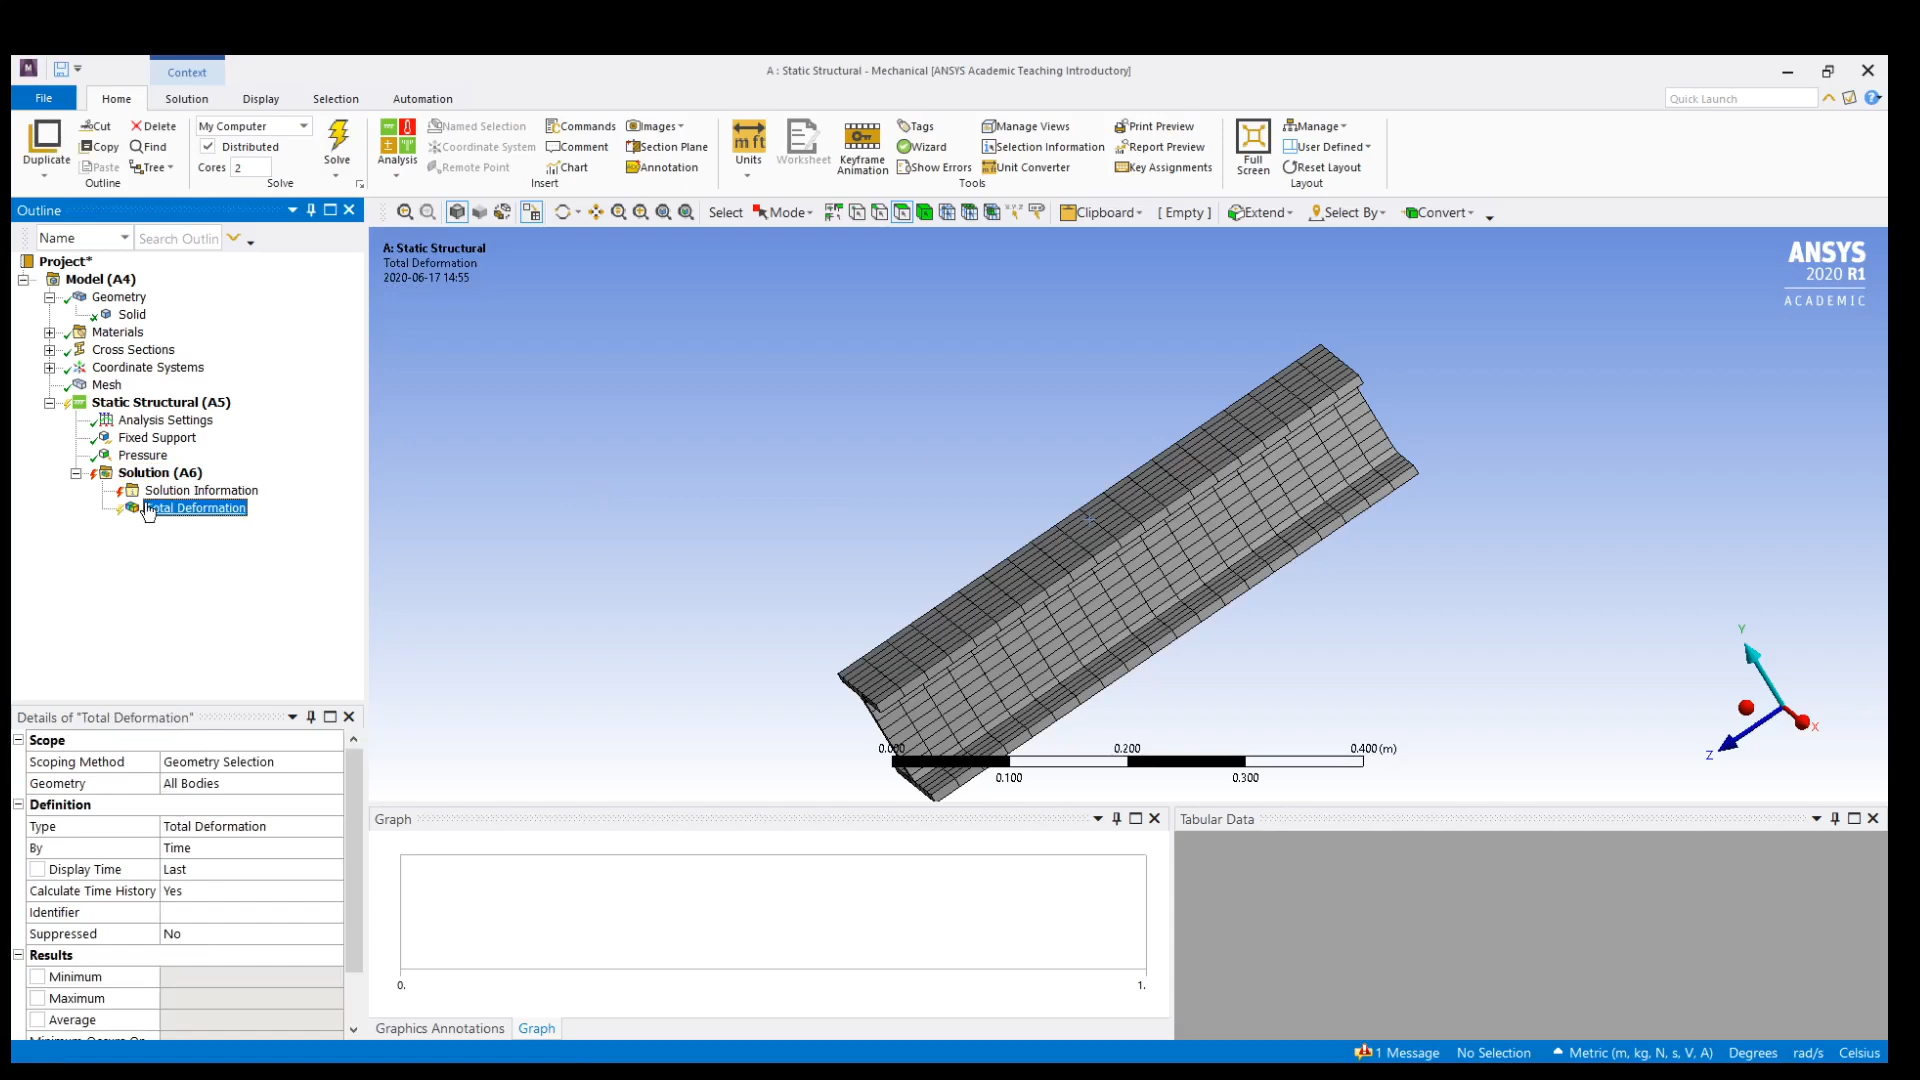 Context
A : Static Structural - Mechanical [ANSYS Academic Teaching Introductory]
File Home Solution Display Selection Automation
Quick Launch
Duplicate
Cut
Copy
Paste
Delete
Find
Tree
Outline
My Computer
Distributed
Cores 2
Solve
Solve
Analysis
Named Selection
Coordinate System
Remote Point
Commands
Comment
Chart
Images
Section Plane
Annotation
Insert
Units
Worksheet
Keyframe
Animation
Tags
Wizard
Show Errors
Manage Views
Selection Information
Unit Converter
Print Preview
Report Preview
Key Assignments
Tools
Full
Screen
Manage
User Defined
Reset Layout
Layout
Outline
Select Mode Clipboard [ Empty ] Extend Select By Convert
Name Search Outlin
Project*
Model (A4)
Geometry
Solid
Materials
Cross Sections
Coordinate Systems
Mesh
Static Structural (A5)
Analysis Settings
Fixed Support
Pressure
Solution (A6)
Solution Information
Total Deformation
A: Static Structural
Total Deformation
2020-06-17 14:55
ANSYS
2020 R1
ACADEMIC
Y
X
Z
0.000 0.200 0.400 (m)
0.100 0.300
Details of "Total Deformation"
Scope
Scoping Method Geometry Selection
Geometry All Bodies
Definition
Type Total Deformation
By Time
Display Time Last
Calculate Time History Yes
Identifier
Suppressed No
Results
Minimum
Maximum
Average
Graph
0. 1.
Graphics Annotations Graph
Tabular Data
1 Message No Selection Metric (m, kg, N, s, V, A) Degrees rad/s Celsius